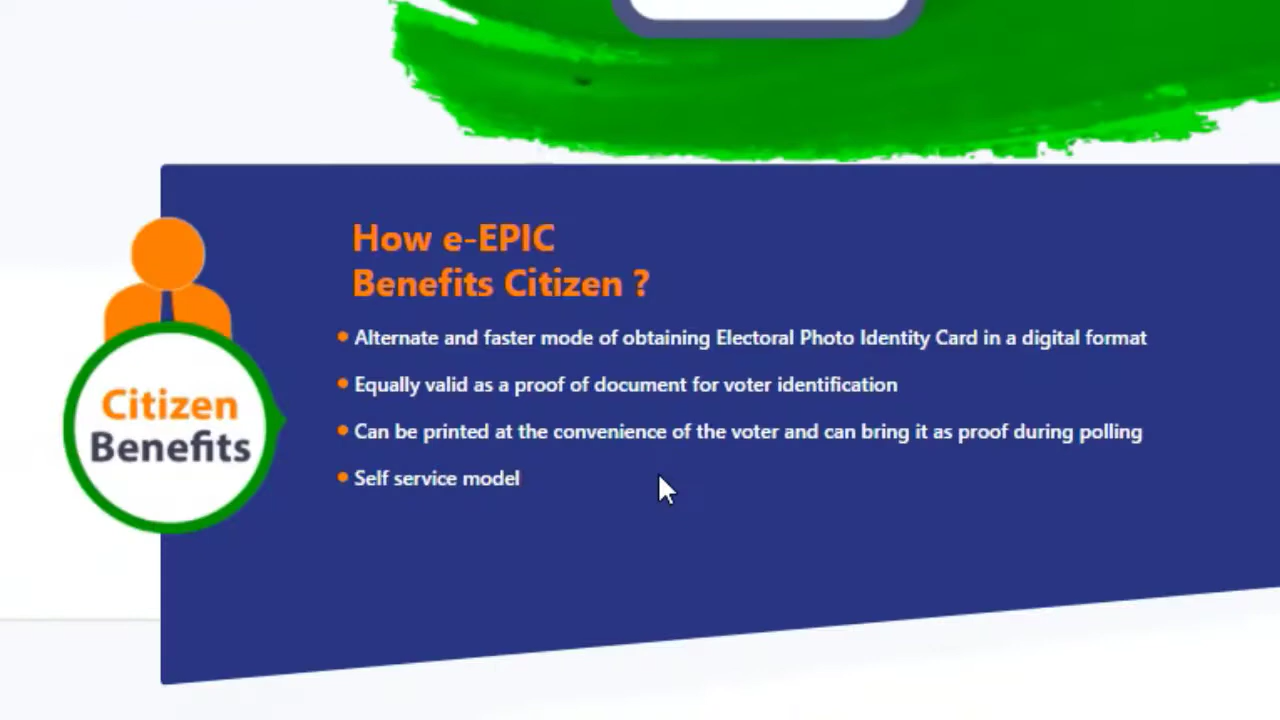 How e-EPIC
Benefits Citizen ?
Alternate and faster mode of obtaining Electoral Photo Identity Card in a digital format
Equally valid as a proof of document for voter identification
Can be printed at the convenience of the voter and can bring it as proof during polling
Self service model
Citizen
Benefits